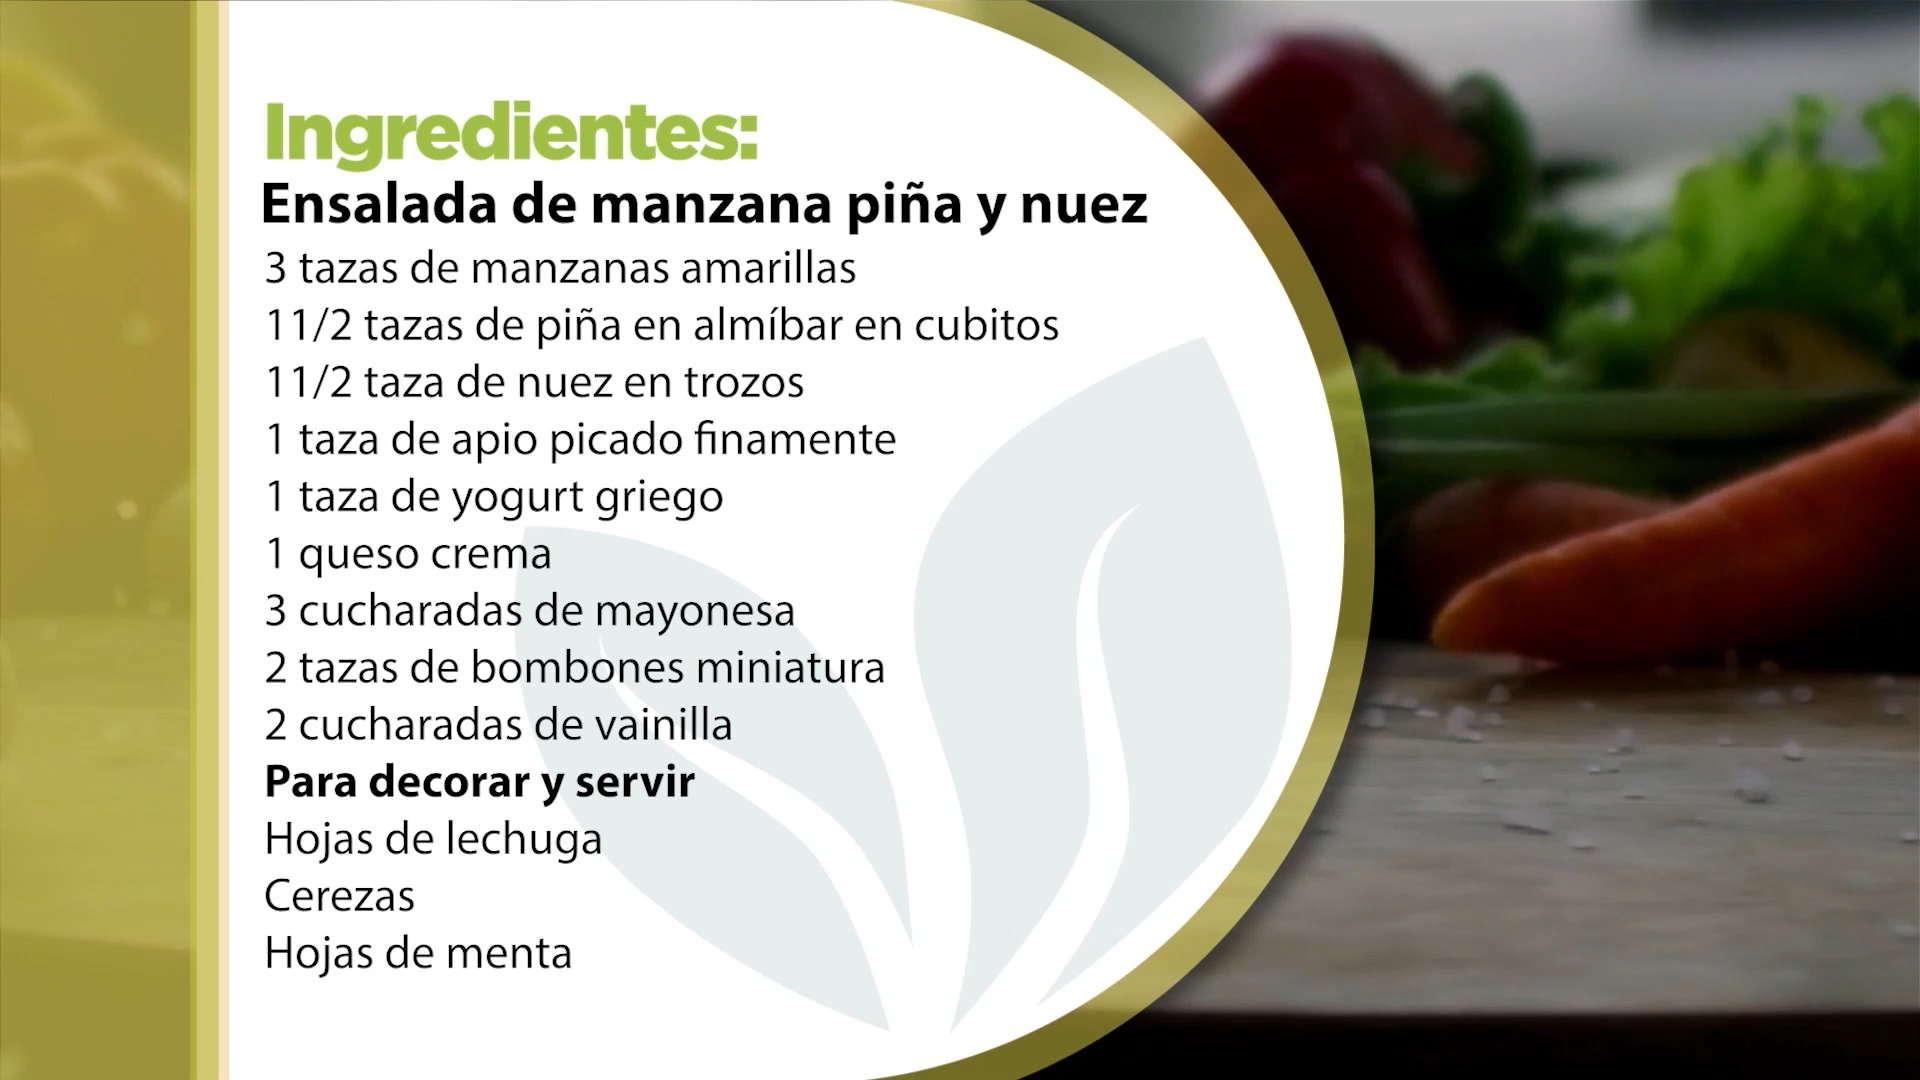 Ingredientes:
Ensalada de manzana piña y nuez
3 tazas de manzanas amarillas
11/2 tazas de piña en almíbar en cubitos
11/2 taza de nuez en trozos
1 taza de apio picado finamente
1 taza de yogurt griego
1 queso crema
3 cucharadas de mayonesa
2 tazas de bombones miniatura
2 cucharadas de vainilla
Para decorar y servir
Hojas de lechuga
Cerezas
Hojas de menta